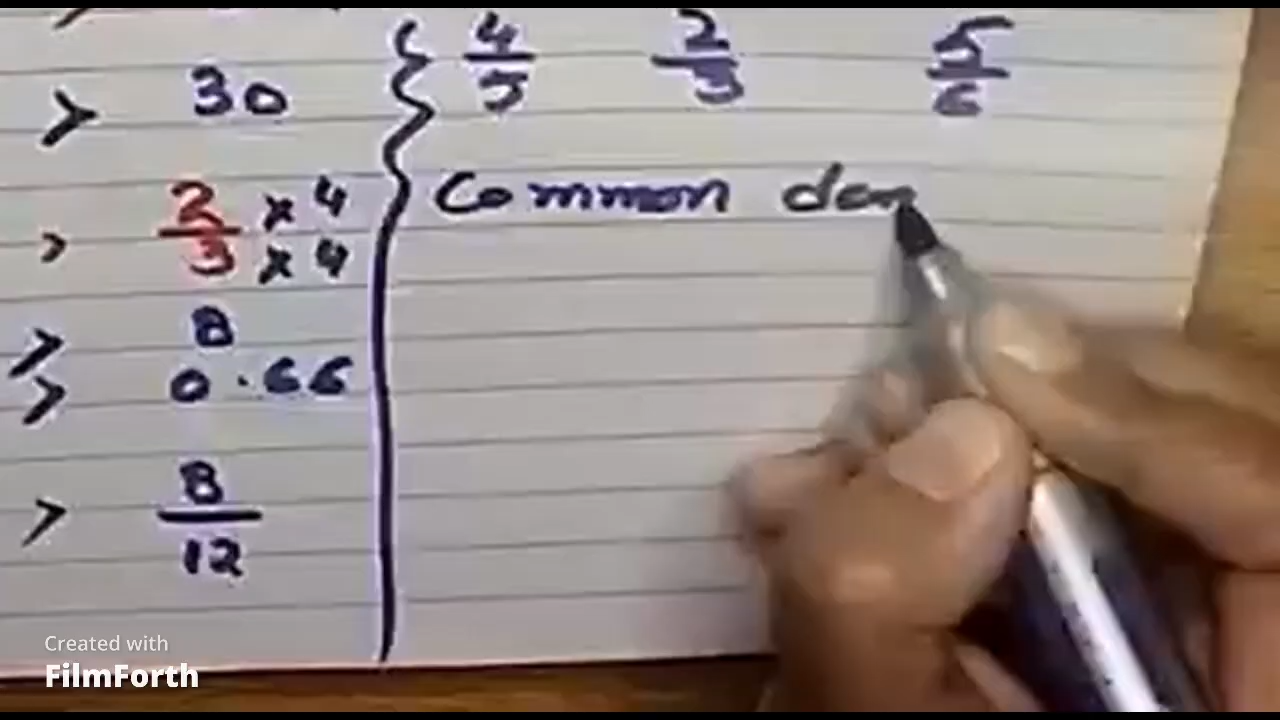 > 30
> 2/3 x 4 x 4
> 8
> 0.66
> 8/12
4/5 2/3 5/6
Common den
Created with
FilmForth